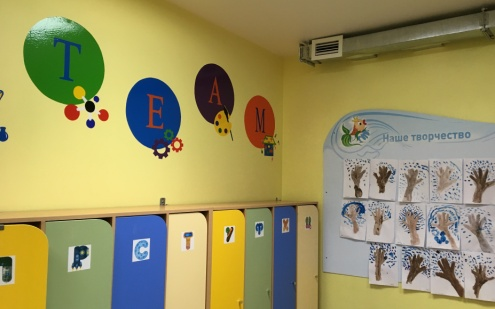 T E A M
Наше творчество
П Р С Т У Ф Х